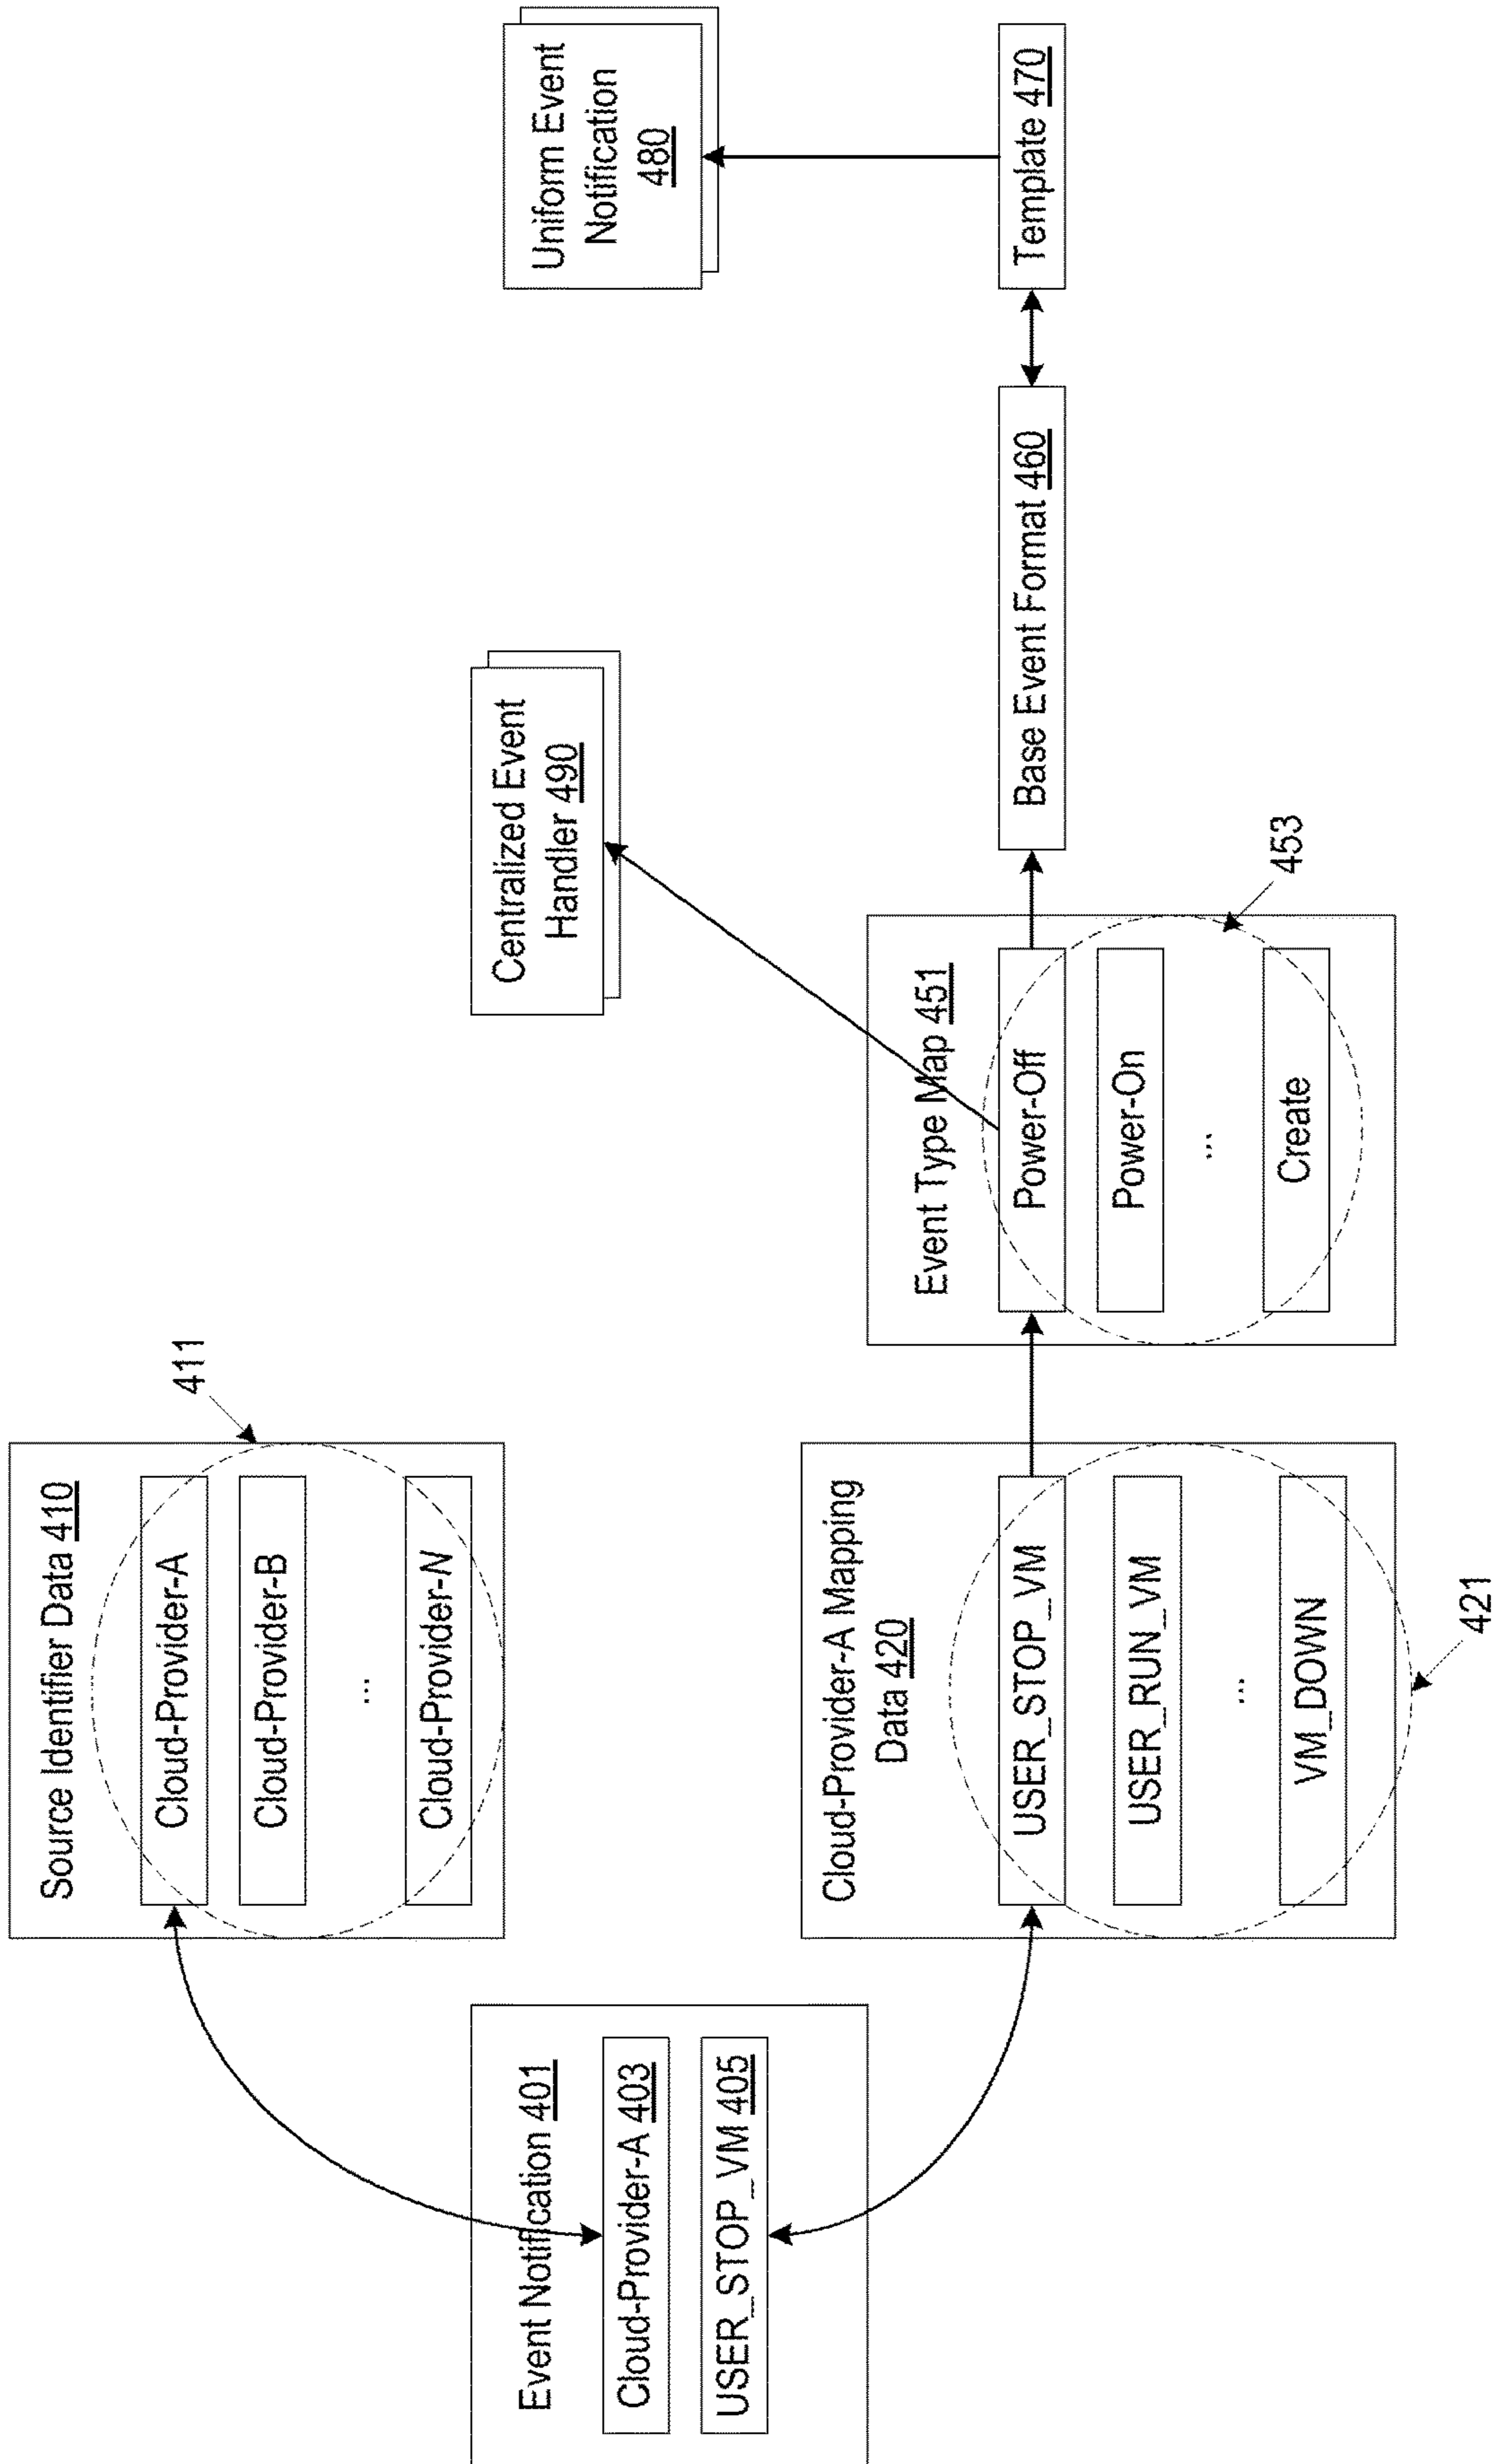 Event Notification 401
Cloud-Provider-A 403
USER_STOP_VM 405
Source Identifier Data 410
Cloud-Provider-A
Cloud-Provider-B
...
Cloud-Provider-N
411
Cloud-Provider-A Mapping
Data 420
USER_STOP_VM
USER_RUN_VM
...
VM_DOWN
421
Event Type Map 451
Power-Off
Power-On
...
Create
453
Centralized Event
Handler 490
Base Event Format 460
Template 470
Uniform Event
Notification
480